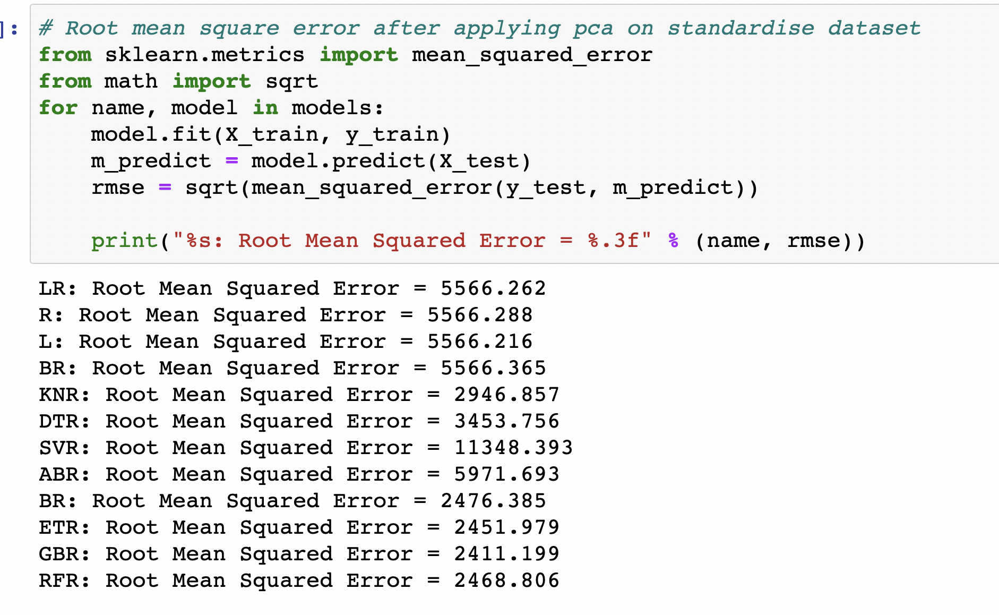 ]:
# Root mean square error after applying pca on standardise dataset
from sklearn.metrics import mean_squared_error
from math import sqrt
for name, model in models:
    model.fit(X_train, y_train)
    m_predict = model.predict(X_test)
    rmse = sqrt(mean_squared_error(y_test, m_predict))
    print("%s: Root Mean Squared Error = %.3f" % (name, rmse))
LR: Root Mean Squared Error = 5566.262
R: Root Mean Squared Error = 5566.288
L: Root Mean Squared Error = 5566.216
BR: Root Mean Squared Error = 5566.365
KNR: Root Mean Squared Error = 2946.857
DTR: Root Mean Squared Error = 3453.756
SVR: Root Mean Squared Error = 11348.393
ABR: Root Mean Squared Error = 5971.693
BR: Root Mean Squared Error = 2476.385
ETR: Root Mean Squared Error = 2451.979
GBR: Root Mean Squared Error = 2411.199
RFR: Root Mean Squared Error = 2468.806